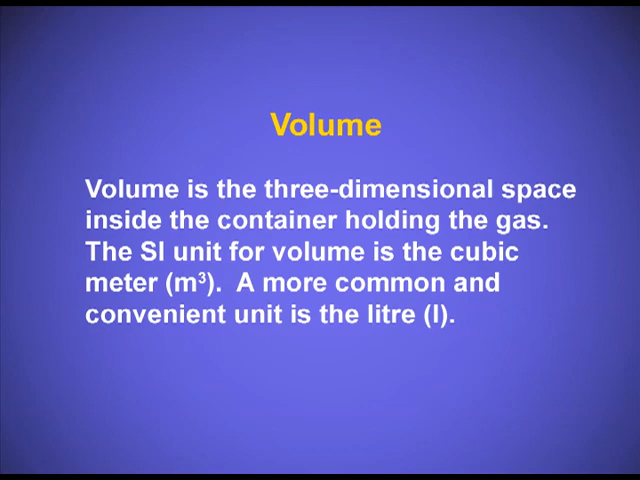 Volume
Volume is the three-dimensional space
inside the container holding the gas.
The SI unit for volume is the cubic
meter (m³).  A more common and
convenient unit is the litre (l).